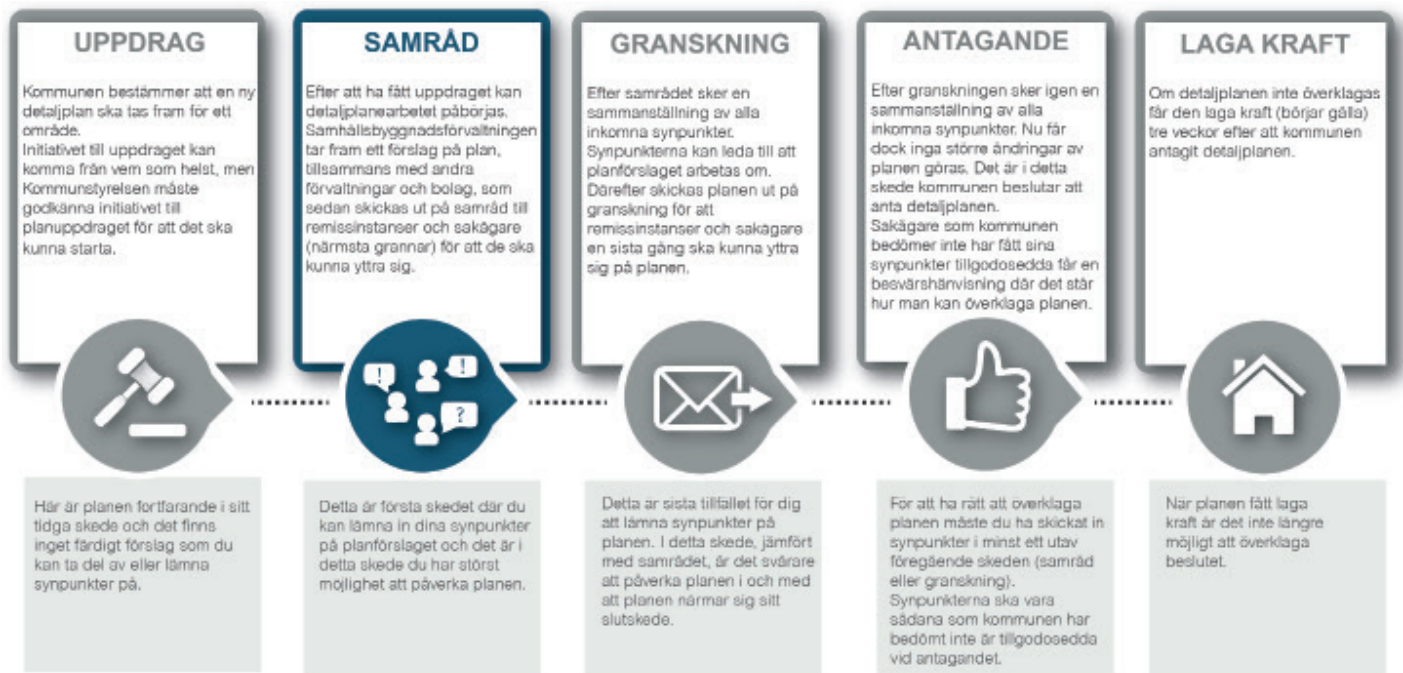 UPPDRAG
Kommunen bestämmer att en ny
detaljplan ska tas fram för ett
område.
Initiativet till uppdraget kan
komma från vem som helst, men
Kommunstyrelsen måste
godkänna initiativet till
planuppdraget för att det ska
kunna starta.
Här är planen fortfarande i sitt
tidga skede och det finns
inget färdigt förslag som du
kan ta del av eller lämna
synpunkter på.
SAMRÅD
Efter att ha fått uppdraget kan
detaljplanearbetet påbörjas.
Samhällsbyggnadsförvaltningen
tar fram ett förslag på plan,
tillsammans med andra
förvaltningar och bolag, som
sedan skickas ut på samråd till
remissinstanser och sakägare
(närmsta grannar) för att de ska
kunna yttra sig.
!
!
?
Detta är första skedet där du
kan lämna in dina synpunkter
på planförslaget och det är i
detta skede du har störst
möjlighet att påverka planen.
GRANSKNING
Efter samrådet sker en
sammanställning av alla
inkomna synpunkter.
Synpunkterna kan leda till att
planförslaget arbetas om.
Därefter skickas planen ut på
granskning för att
remissinstanser och sakägare
en sista gång ska kunna yttra
sig på planen.
Detta är sista tillfället för dig
att lämna synpunkter på
planen. I detta skede, jämfört
med samrådet, är det svårare
att påverka planen i och med
att planen närmar sig sitt
slutskede.
ANTAGANDE
Efter granskningen sker igen en
sammanställning av alla
inkomna synpunkter. Nu får
dock inga större ändringar av
planen göras. Det är i detta
skede kommunen beslutar att
anta detaljplanen.
Sakägare som kommunen
bedömer inte har fått sina
synpunkter tillgodosedda får en
besvärshänvisning där det står
hur man kan överklaga planen.
För att ha rätt att överklaga
planen måste du ha skickat in
synpunkter i minst ett utav
föregående skeden (samråd
eller granskning).
Synpunkterna ska vara
sådana som kommunen har
bedömt inte är tillgodosedda
vid antagandet.
LAGA KRAFT
Om detaljplanen inte överklagas
får den laga kraft (börjar gälla)
tre veckor efter att kommunen
antagit detaljplanen.
När planen fått laga
kraft är det inte längre
möjligt att överklaga
beslutet.